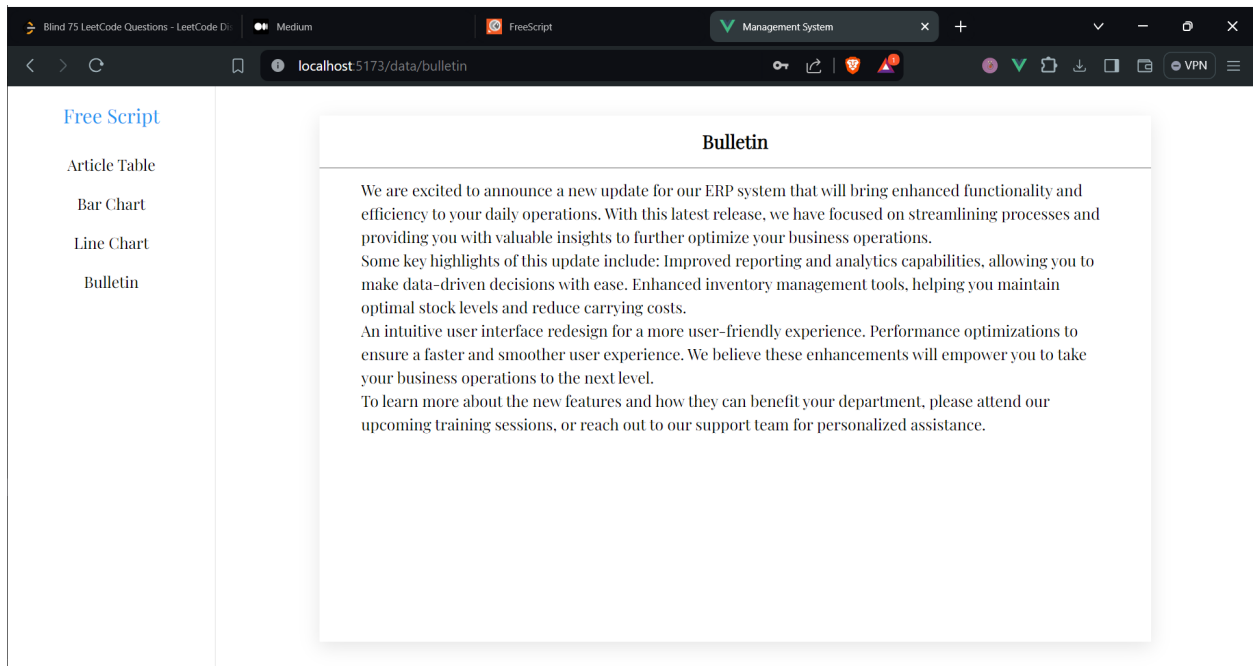 Blind 75 LeetCode Questions - LeetCode Dis
Medium
FreeScript
Management System
localhost:5173/data/bulletin
1
VPN
Free Script
Article Table
Bar Chart
Line Chart
Bulletin
Bulletin
We are excited to announce a new update for our ERP system that will bring enhanced functionality and
efficiency to your daily operations. With this latest release, we have focused on streamlining processes and
providing you with valuable insights to further optimize your business operations.
Some key highlights of this update include: Improved reporting and analytics capabilities, allowing you to
make data-driven decisions with ease. Enhanced inventory management tools, helping you maintain
optimal stock levels and reduce carrying costs.
An intuitive user interface redesign for a more user-friendly experience. Performance optimizations to
ensure a faster and smoother user experience. We believe these enhancements will empower you to take
your business operations to the next level.
To learn more about the new features and how they can benefit your department, please attend our
upcoming training sessions, or reach out to our support team for personalized assistance.